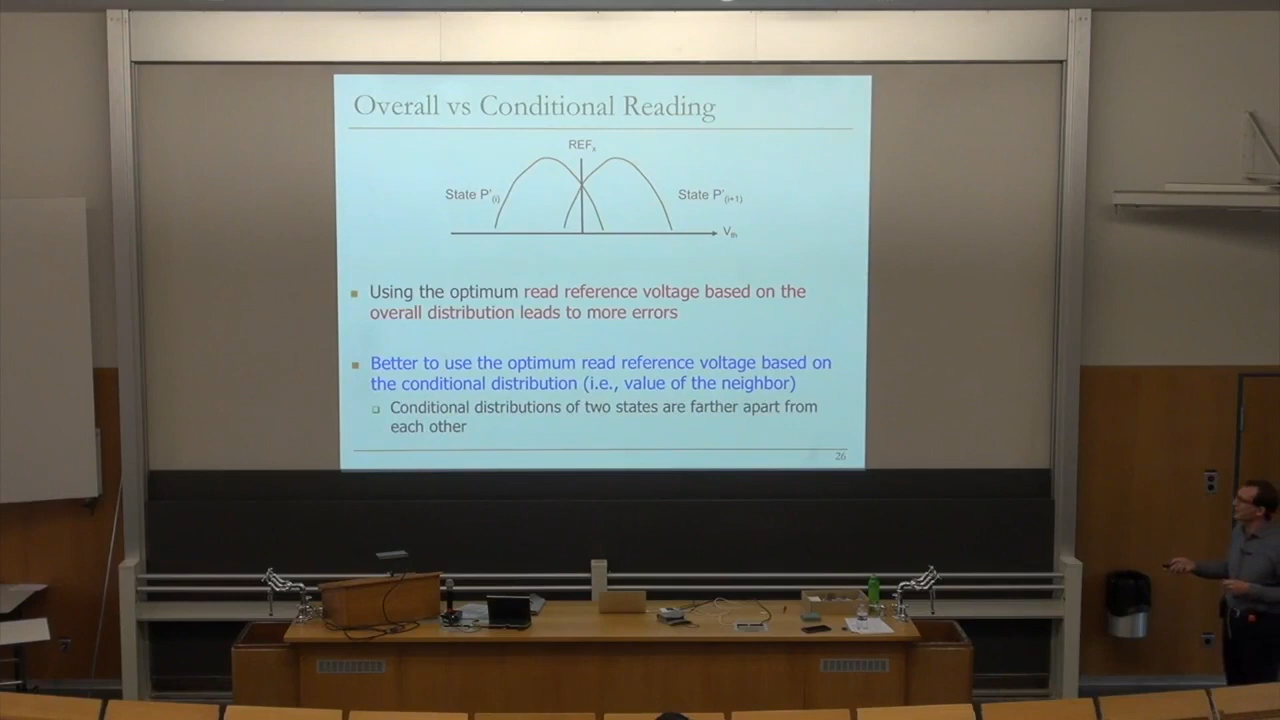 Overall vs Conditional Reading
REFx
State P'(i)
State P'(i+1)
Vth
Using the optimum read reference voltage based on the
overall distribution leads to more errors
Better to use the optimum read reference voltage based on
the conditional distribution (i.e., value of the neighbor)
Conditional distributions of two states are farther apart from
each other
26